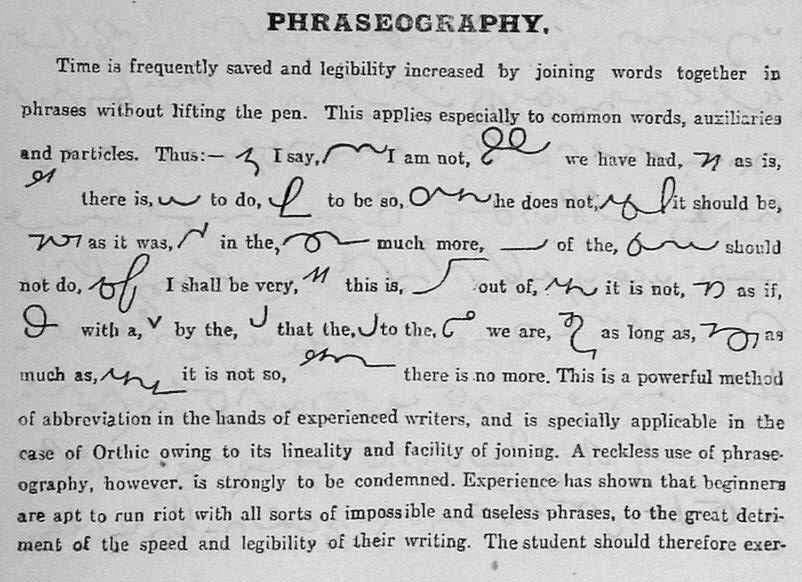 PHRASEOGRAPHY.
Time is frequently saved and legibility increased by joining words together in
phrases without lifting the pen. This applies especially to common words, auxiliaries
and particles. Thus:— I say, I am not, we have had, as is,
there is, to do, to be so, he does not, it should be,
as it was, in the, much more, of the, should
not do, I shall be very, this is, out of, it is not, as if,
with a, by the, that the, to the, we are, as long as, as
much as, it is not so, there is no more. This is a powerful method
of abbreviation in the hands of experienced writers, and is specially applicable in the
case of Orthic owing to its lineality and facility of joining. A reckless use of phrase-
ography, however, is strongly to be condemned. Experience has shown that beginners
are apt to run riot with all sorts of impossible and useless phrases, to the great detri-
ment of the speed and legibility of their writing. The student should therefore exer-